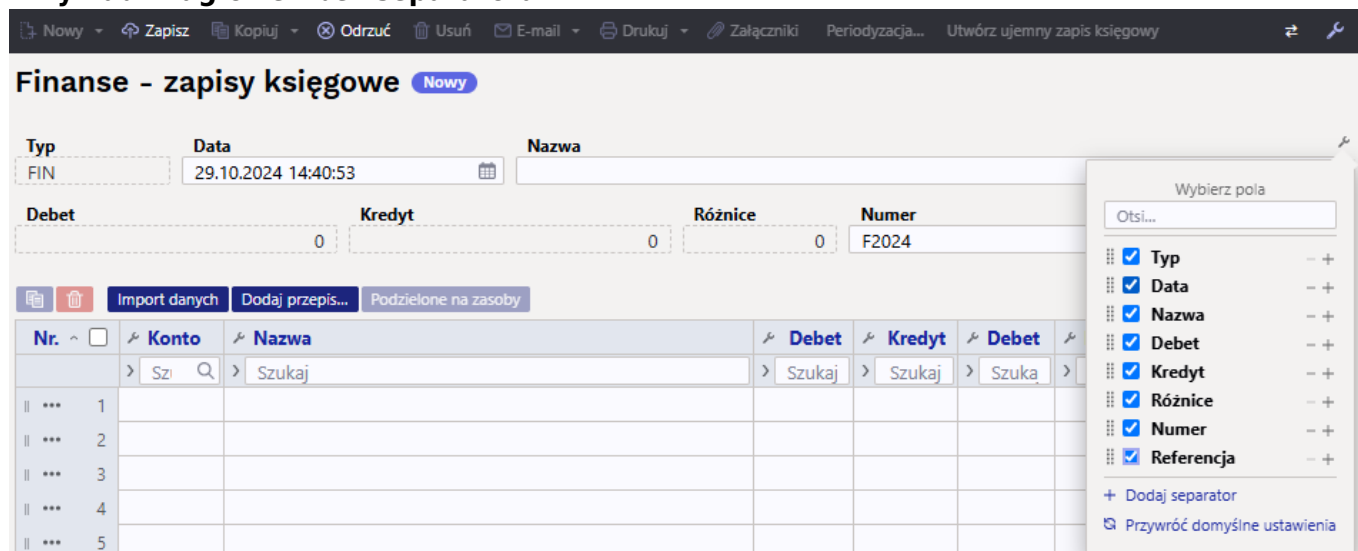 Nowy Zapisz Kopiuj Odrzuć Usuń E-mail Drukuj Załączniki Periodyzacja... Utwórz ujemny zapis księgowy
Finanse - zapisy księgowe Nowy
Typ Data Nazwa
FIN 29.10.2024 14:40:53
Debet Kredyt Różnice Numer
0 0 0 F2024
Import danych Dodaj przepis... Podzielone na zasoby
Nr. Konto Nazwa Debet Kredyt Debet
Szu Szukaj Szukaj Szukaj Szuka
1
2
3
4
5
Wybierz pola
Otsi...
Typ
Data
Nazwa
Debet
Kredyt
Różnice
Numer
Referencja
+ Dodaj separator
Przywróć domyślne ustawienia